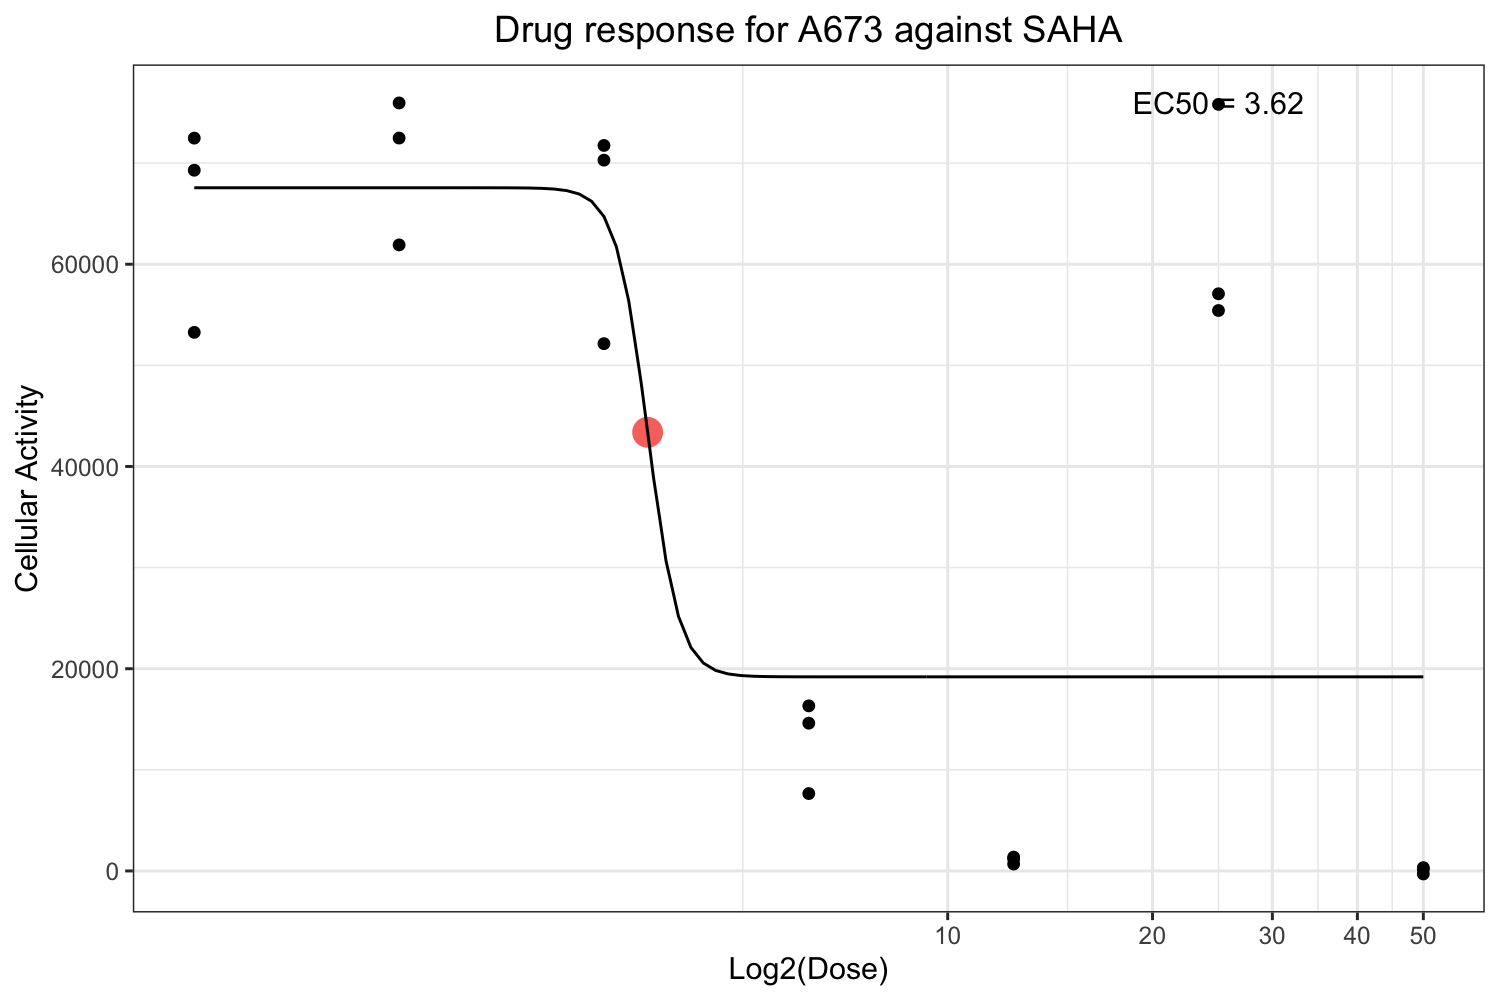 Drug response for A673 against SAHA
EC50 = 3.62
Cellular Activity
60000
40000
20000
0
10 20 30 40 50
Log2(Dose)